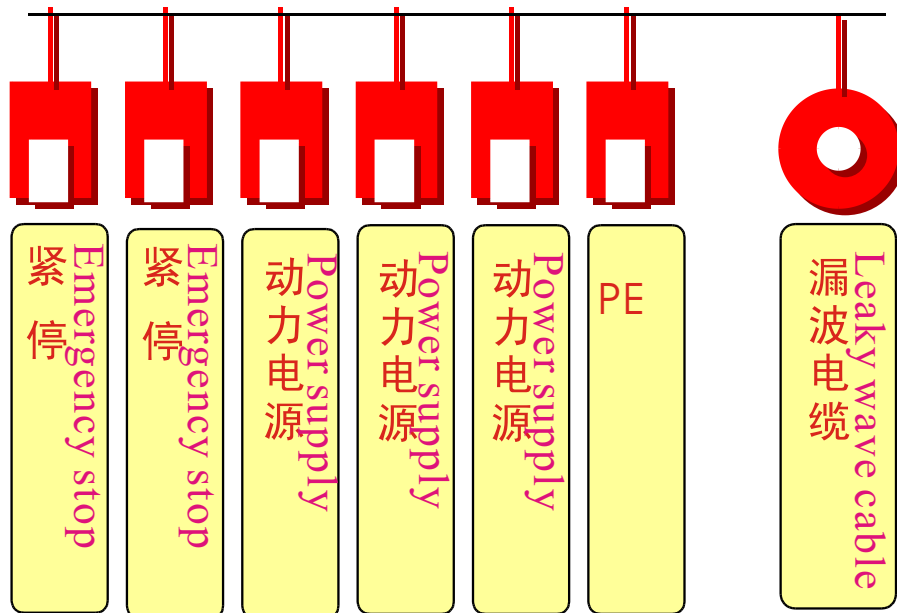 紧停
Emergency stop
紧停
Emergency stop
动力电源
Power supply
动力电源
Power supply
动力电源
Power supply
PE
漏波电缆
Leaky wave cable